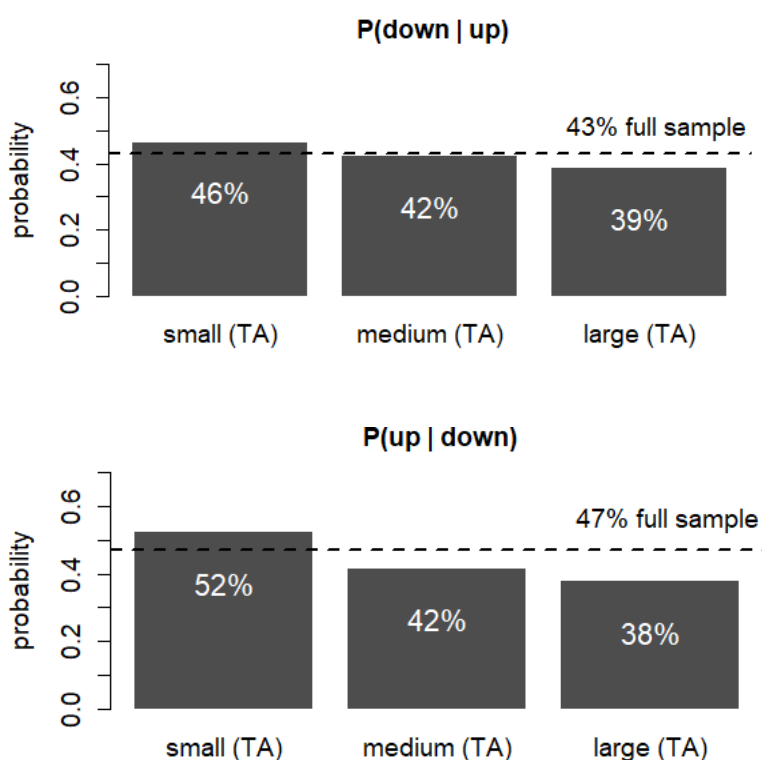 P(down | up)
probability
0.0 0.2 0.4 0.6
43% full sample
46% 42% 39%
small (TA) medium (TA) large (TA)
P(up | down)
probability
0.0 0.2 0.4 0.6
47% full sample
52% 42% 38%
small (TA) medium (TA) large (TA)